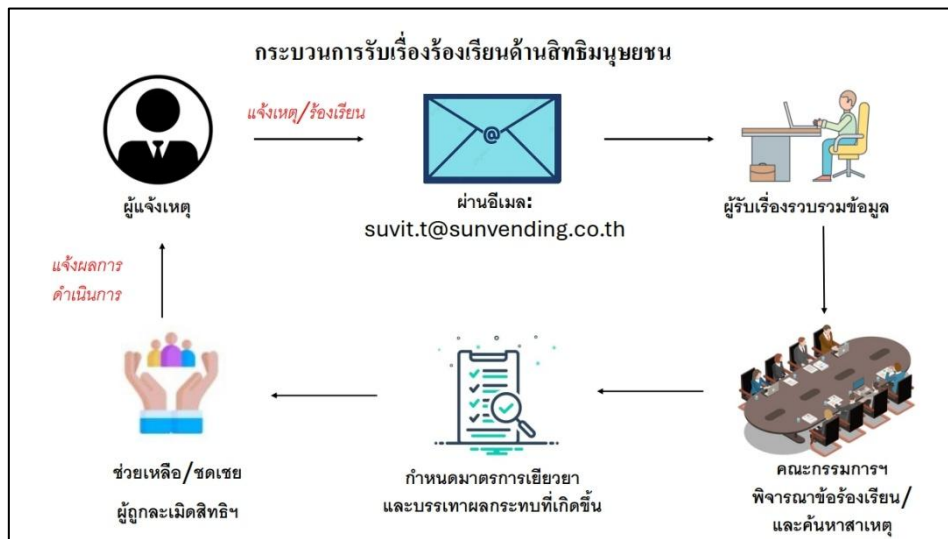 กระบวนการรับเรื่องร้องเรียนด้านสิทธิมนุษยชน
แจ้งเหตุ/ร้องเรียน
@
ผู้แจ้งเหตุ
ผ่านอีเมล:
suvit.t@sunvending.co.th
ผู้รับเรื่องรวบรวมข้อมูล
แจ้งผลการ
ดำเนินการ
ช่วยเหลือ/ชดเชย
ผู้ถูกละเมิดสิทธิฯ
กำหนดมาตรการเยียวยา
และบรรเทาผลกระทบที่เกิดขึ้น
คณะกรรมการฯ
พิจารณาข้อร้องเรียน/
และค้นหาสาเหตุ